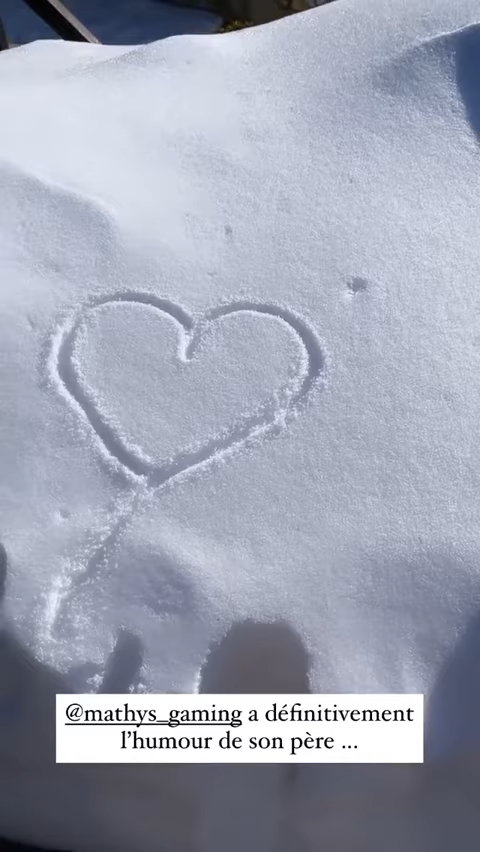 @mathys_gaming a définitivement
l’humour de son père ...